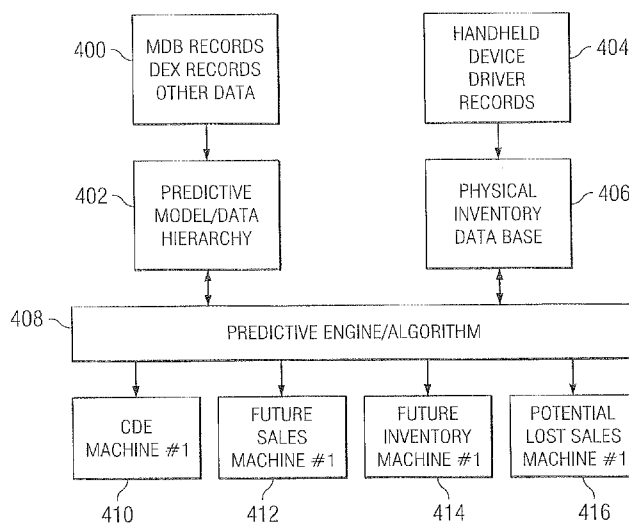 400
MDB RECORDS
DEX RECORDS
OTHER DATA
HANDHELD
DEVICE
DRIVER
RECORDS
404
402
PREDICTIVE
MODEL/DATA
HIERARCHY
PHYSICAL
INVENTORY
DATA BASE
406
408
PREDICTIVE ENGINE/ALGORITHM
CDE
MACHINE #1
FUTURE
SALES
MACHINE #1
FUTURE
INVENTORY
MACHINE #1
POTENTIAL
LOST SALES
MACHINE #1
410
412
414
416